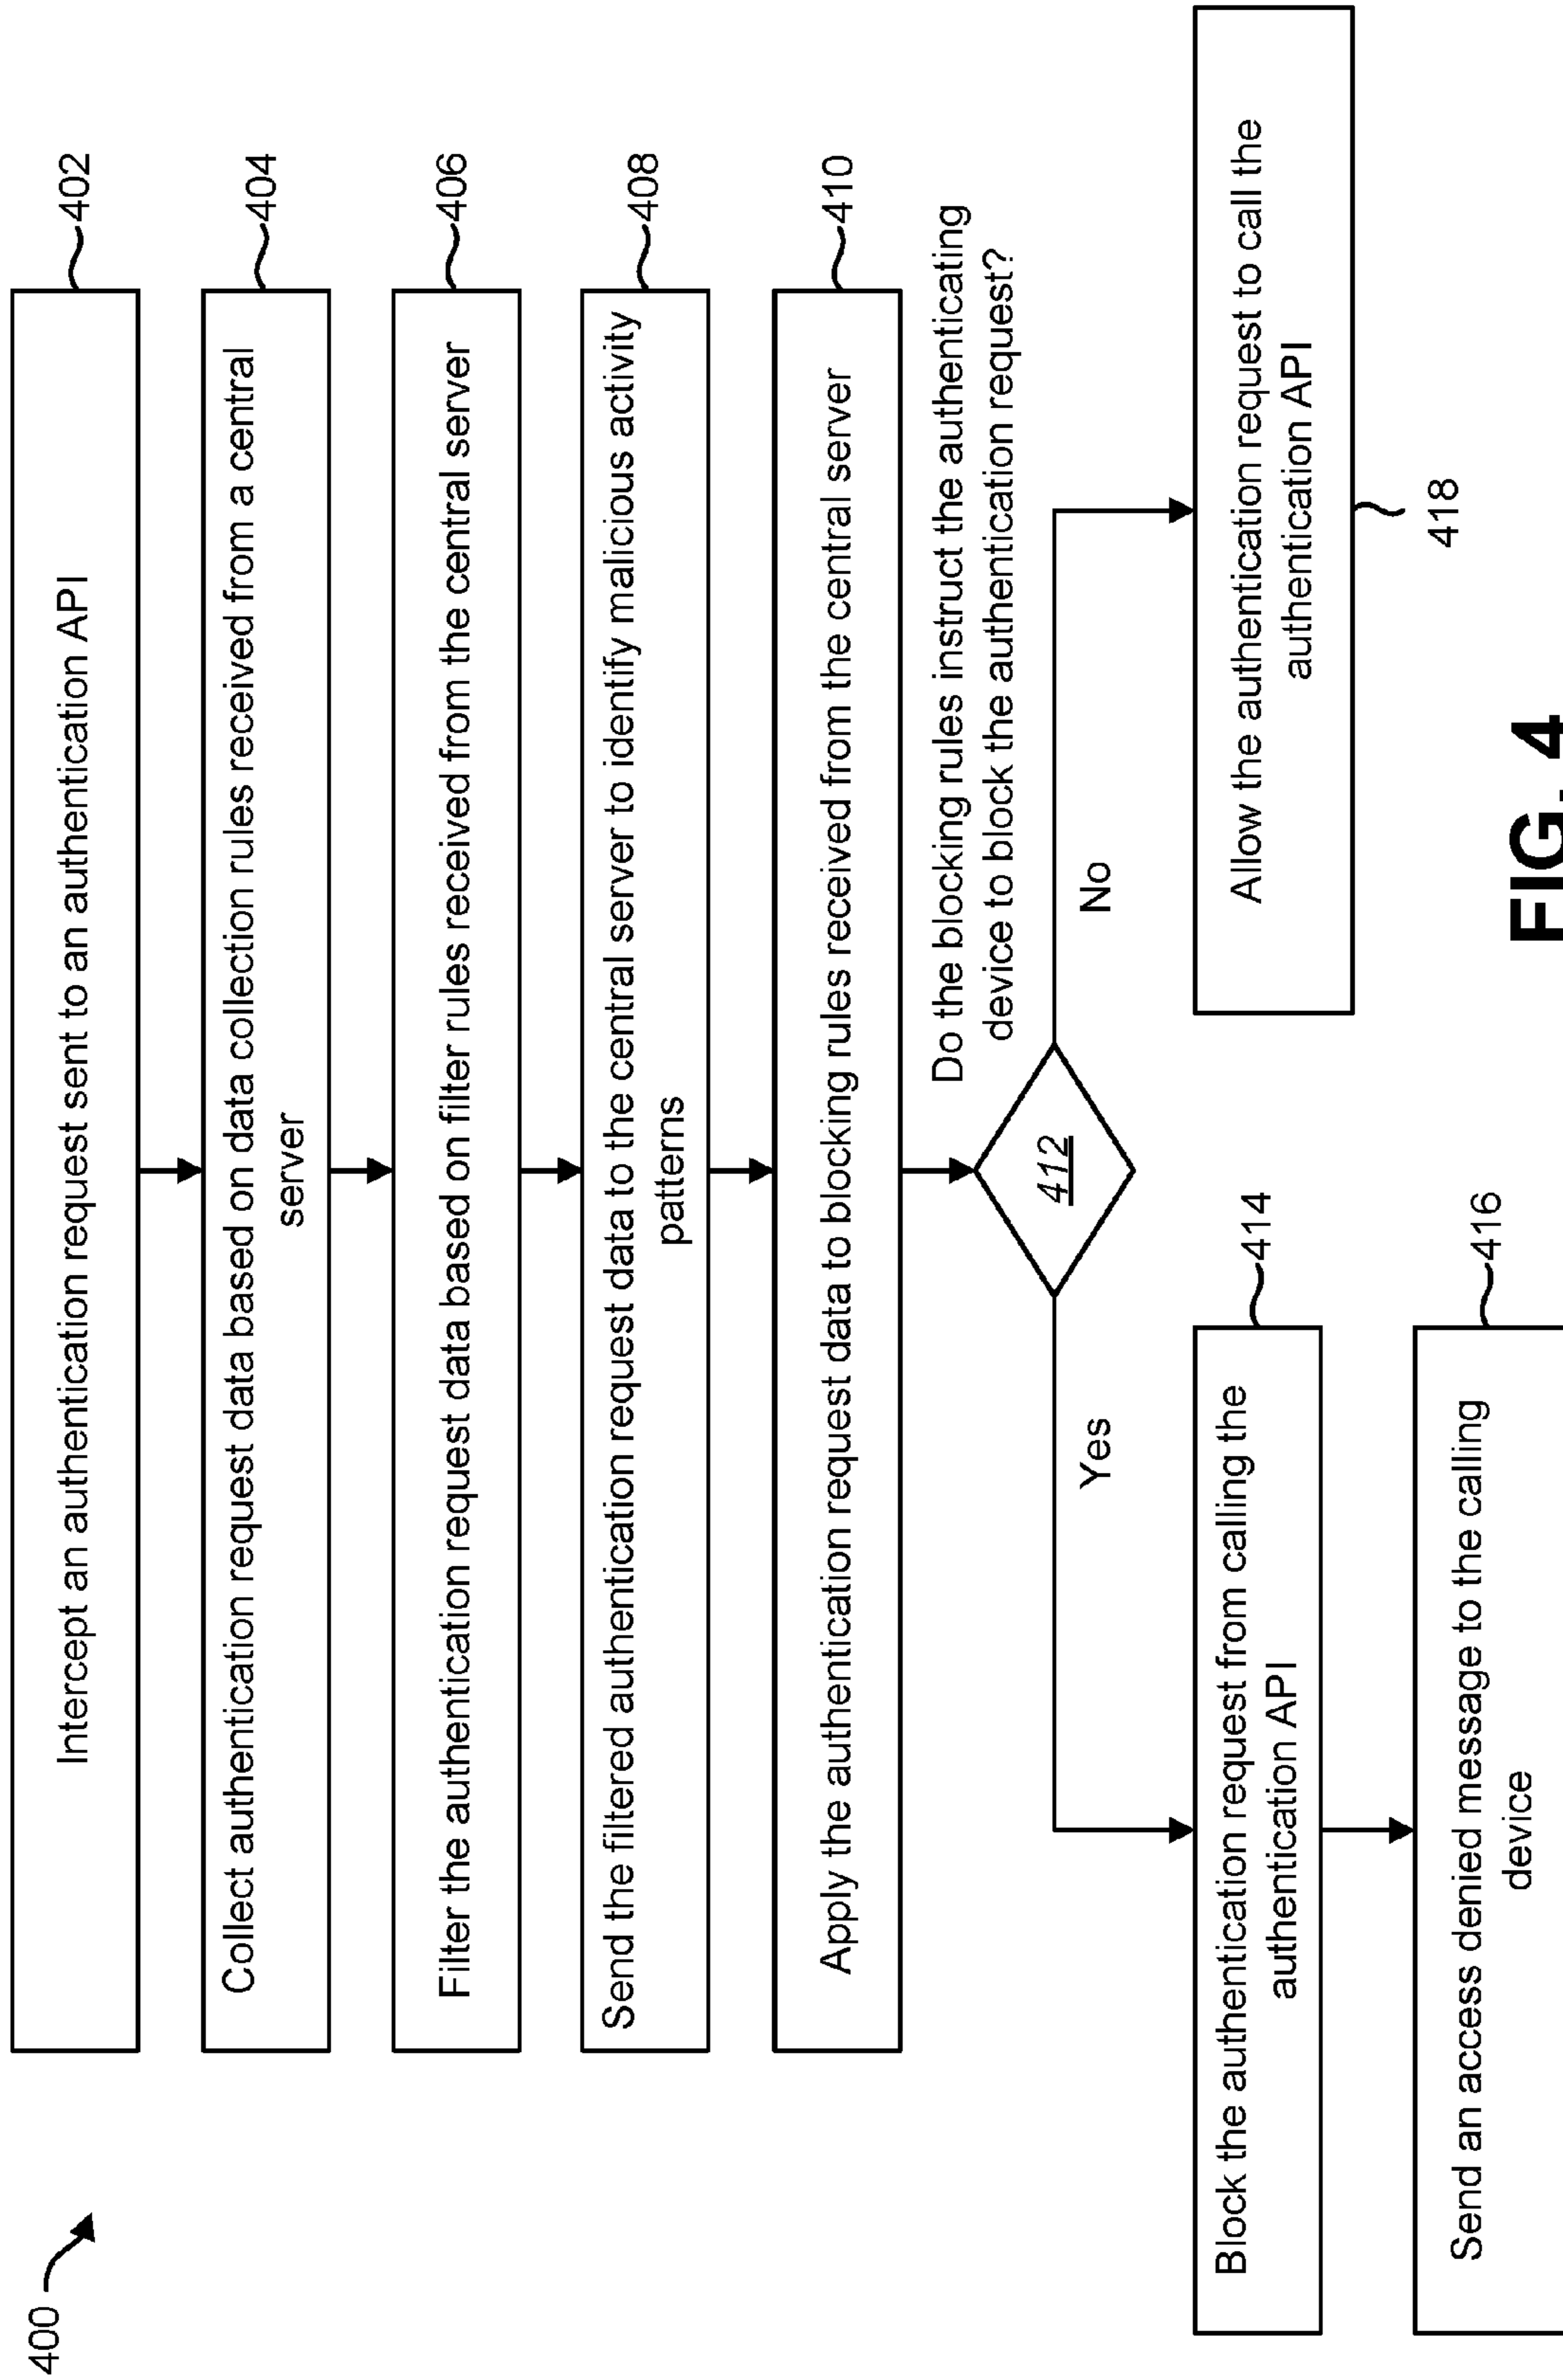 400
Intercept an authentication request sent to an authentication API
402
Collect authentication request data based on data collection rules received from a central
server
404
Filter the authentication request data based on filter rules received from the central server
406
Send the filtered authentication request data to the central server to identify malicious activity
patterns
408
Apply the authentication request data to blocking rules received from the central server
410
Do the blocking rules instruct the authenticating
device to block the authentication request?
412
Yes
No
Block the authentication request from calling the
authentication API
414
Send an access denied message to the calling
device
416
Allow the authentication request to call the
authentication API
418
FIG. 4